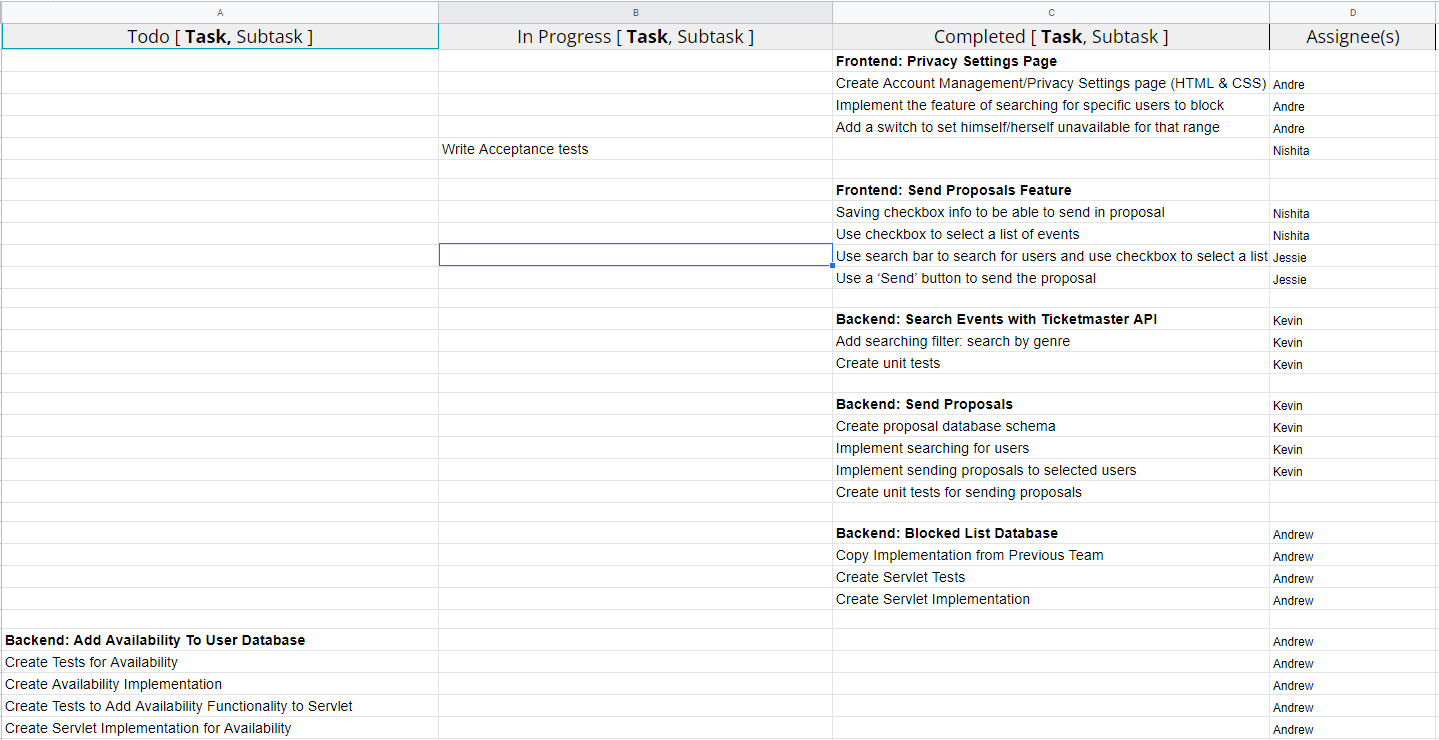 A B C D
Todo [ Task, Subtask ] In Progress [ Task, Subtask ] Completed [ Task, Subtask ] Assignee(s)
Frontend: Privacy Settings Page
Create Account Management/Privacy Settings page (HTML & CSS) Andre
Implement the feature of searching for specific users to block Andre
Add a switch to set himself/herself unavailable for that range Andre
Write Acceptance tests Nishita
Frontend: Send Proposals Feature
Saving checkbox info to be able to send in proposal Nishita
Use checkbox to select a list of events Nishita
Use search bar to search for users and use checkbox to select a list Jessie
Use a ‘Send’ button to send the proposal Jessie
Backend: Search Events with Ticketmaster API Kevin
Add searching filter: search by genre Kevin
Create unit tests Kevin
Backend: Send Proposals Kevin
Create proposal database schema Kevin
Implement searching for users Kevin
Implement sending proposals to selected users Kevin
Create unit tests for sending proposals
Backend: Blocked List Database Andrew
Copy Implementation from Previous Team Andrew
Create Servlet Tests Andrew
Create Servlet Implementation Andrew
Backend: Add Availability To User Database Andrew
Create Tests for Availability Andrew
Create Availability Implementation Andrew
Create Tests to Add Availability Functionality to Servlet Andrew
Create Servlet Implementation for Availability Andrew